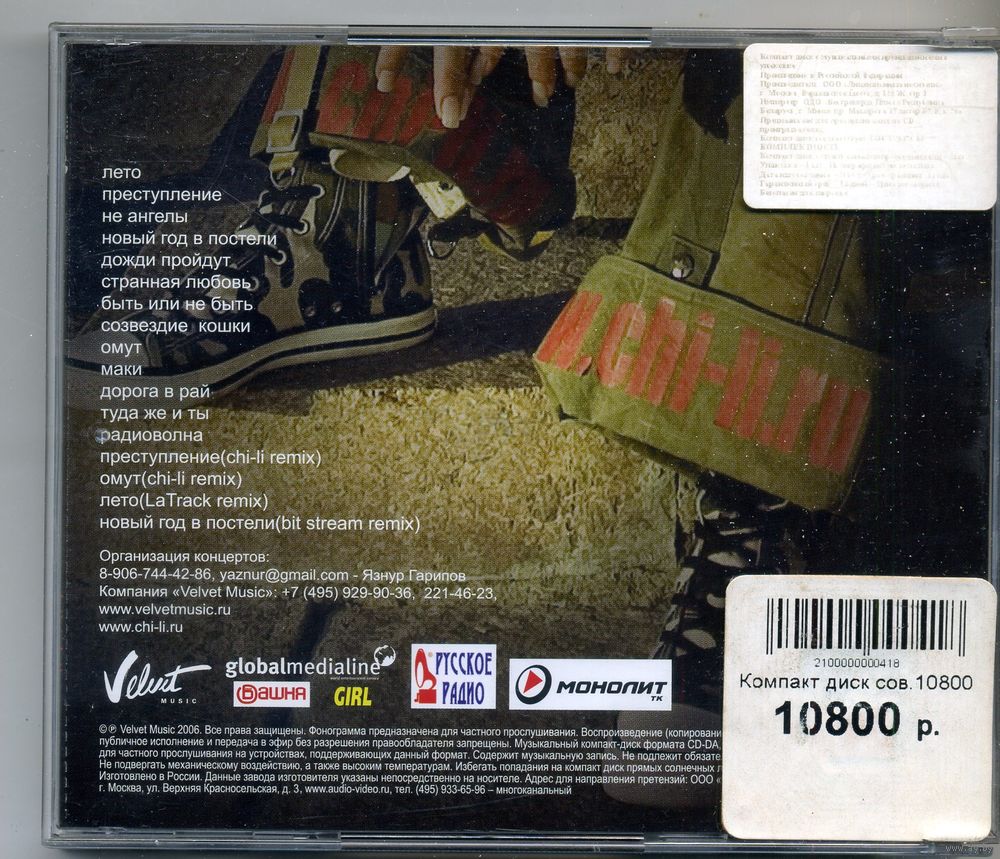 лето
преступление
не ангелы
новый год в постели
дожди пройдут
странная любовь
быть или не быть
созвездие кошки
омут
маки
дорога в рай
туда же и ты
радиоволна
преступление(chi-li remix)
омут(chi-li remix)
лето(LaTrack remix)
новый год в постели(bit stream remix)
Организация концертов:
8-906-744-42-86, yaznur@gmail.com - Язнур Гарипов
Компания «Velvet Music»: +7 (495) 929-90-36, 221-46-23,
www.velvetmusic.ru
www.chi-li.ru
w.chi-li.ru
Velvet
MUSIC
globalmedialine
башня
GIRL
РУССКОЕ
РАДИО
МОНОЛИТ
ТК
©℗ Velvet Music 2006. Все права защищены. Фонограмма предназначена для частного прослушивания. Воспроизведение (копировани
публичное исполнение и передача в эфир без разрешения правообладателя запрещены. Музыкальный компакт-диск формата CD-DA,
для частного прослушивания на устройствах, поддерживающих данный формат. Содержит музыкальную запись. Не подлежит обязате
Не подвергать механическому воздействию, а также высоким температурам. Избегать попадания на компакт диск прямых солнечных л
Изготовлено в России. Данные завода изготовителя указаны непосредственно на носителе. Адрес для направления претензий: ООО «
г. Москва, ул. Верхняя Красносельская, д. 3, www.audio-video.ru, тел. (495) 933-65-96 – многоканальный
2100000000418
Компакт диск сов.10800
10800 р.